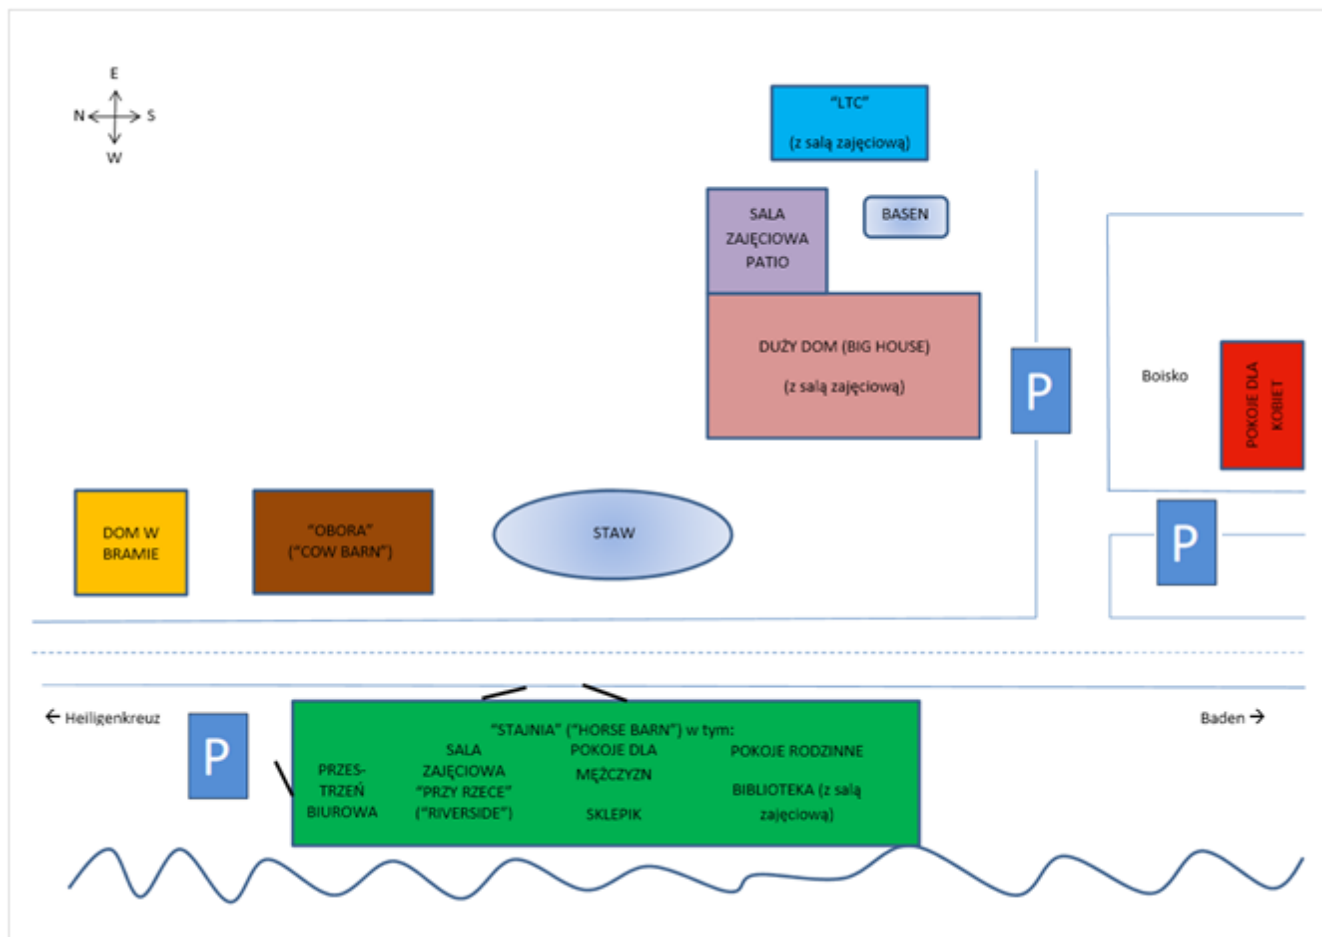 E
N
S
W
"LTC"
(z salą zajęciową)
SALA
ZAJĘCIOWA
PATIO
BASEN
DUŻY DOM (BIG HOUSE)
(z salą zajęciową)
P
Boisko
POKOJE DLA
KOBIET
DOM W
BRAMIE
"OBORA"
("COW BARN")
STAW
P
← Heiligenkreuz
Baden →
P
"STAJNIA" ("HORSE BARN") w tym:
PRZES-
TRZEŃ
BIUROWA
SALA
ZAJĘCIOWA
"PRZY RZECE"
("RIVERSIDE")
POKOJE DLA
MĘŻCZYZN
SKLEPIK
POKOJE RODZINNE
BIBLIOTEKA (z salą
zajęciową)